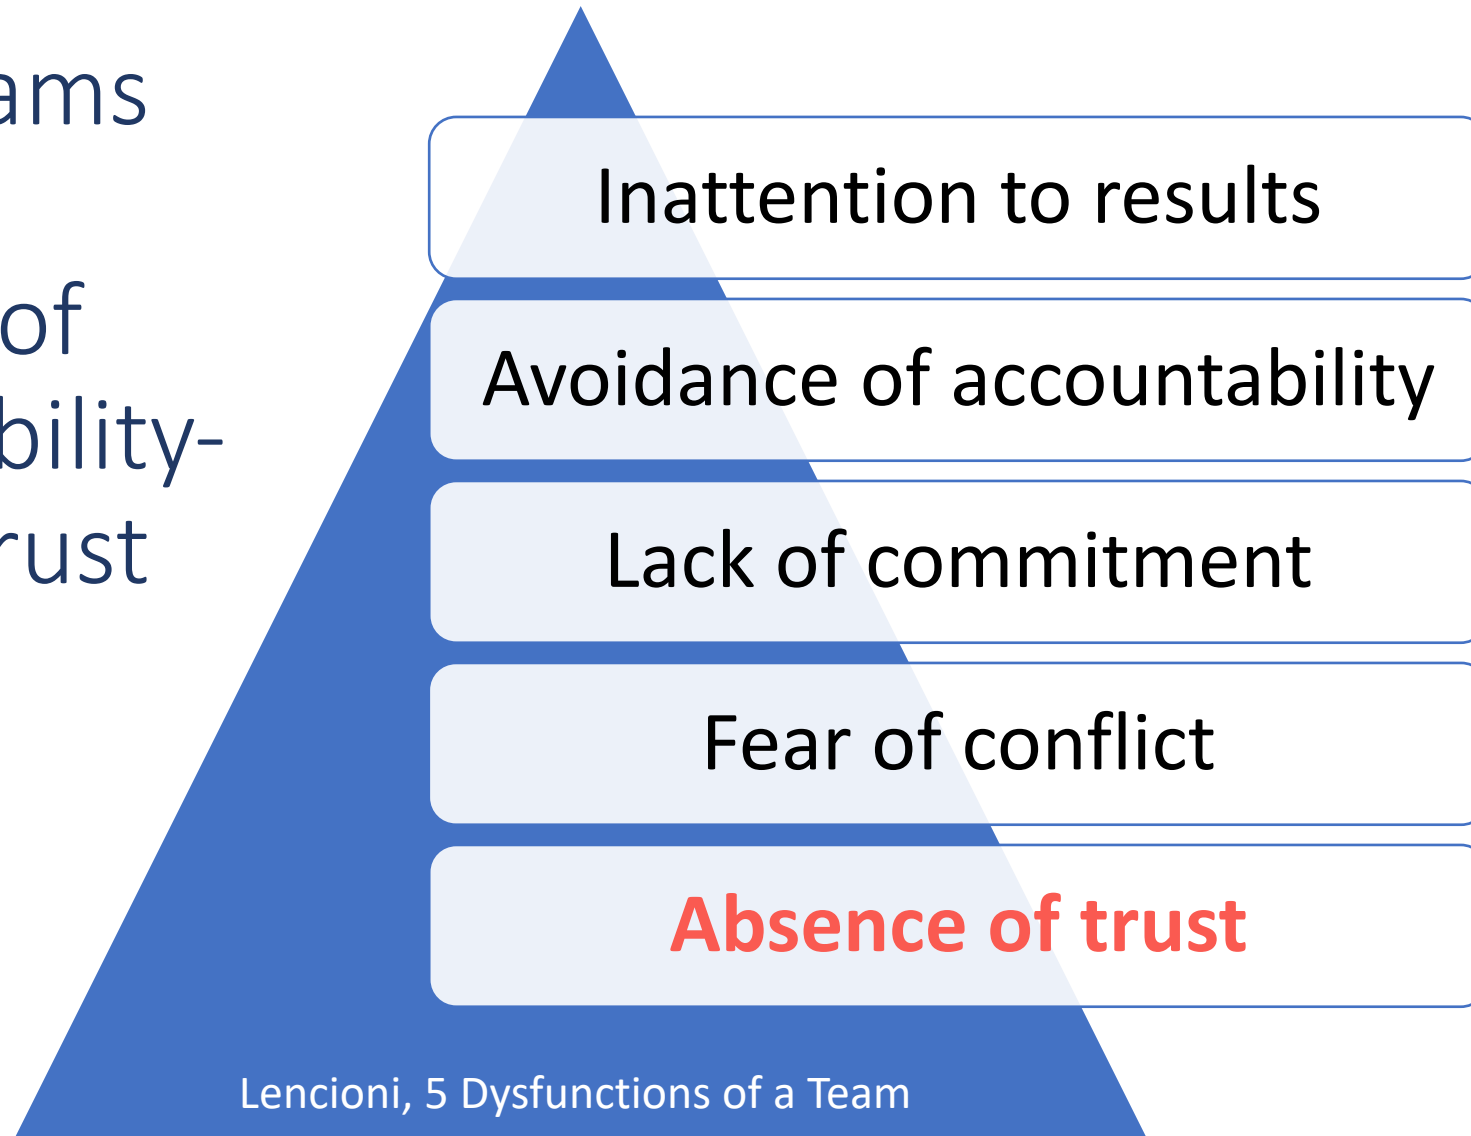 ams
of
bility-
rust
Inattention to results
Avoidance of accountability
Lack of commitment
Fear of conflict
Absence of trust
Lencioni, 5 Dysfunctions of a Team